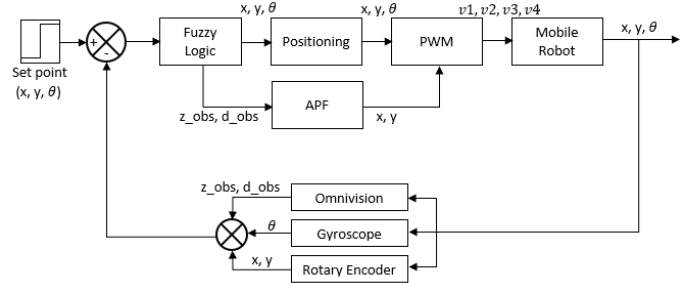 x, y, θ
x, y, θ
v1, v2, v3, v4
x, y, θ
+
-
Fuzzy
Logic
Positioning
PWM
Mobile
Robot
Set point
(x, y, θ)
z_obs, d_obs
APF
x, y
z_obs, d_obs
Omnivision
θ
Gyroscope
x, y
Rotary Encoder